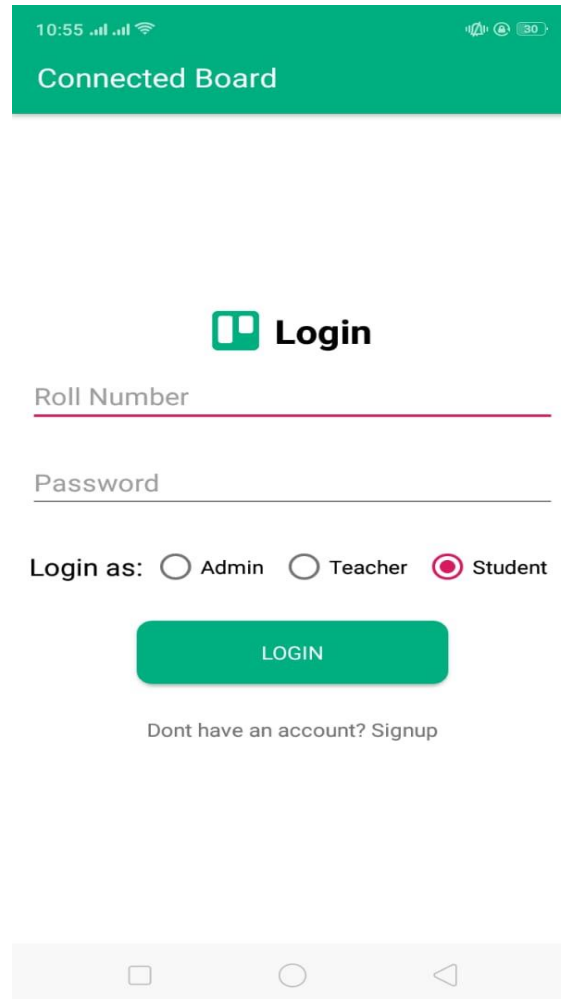 10:55
30
Connected Board
Login
Roll Number
Password
Login as: Admin Teacher Student
LOGIN
Dont have an account? Signup